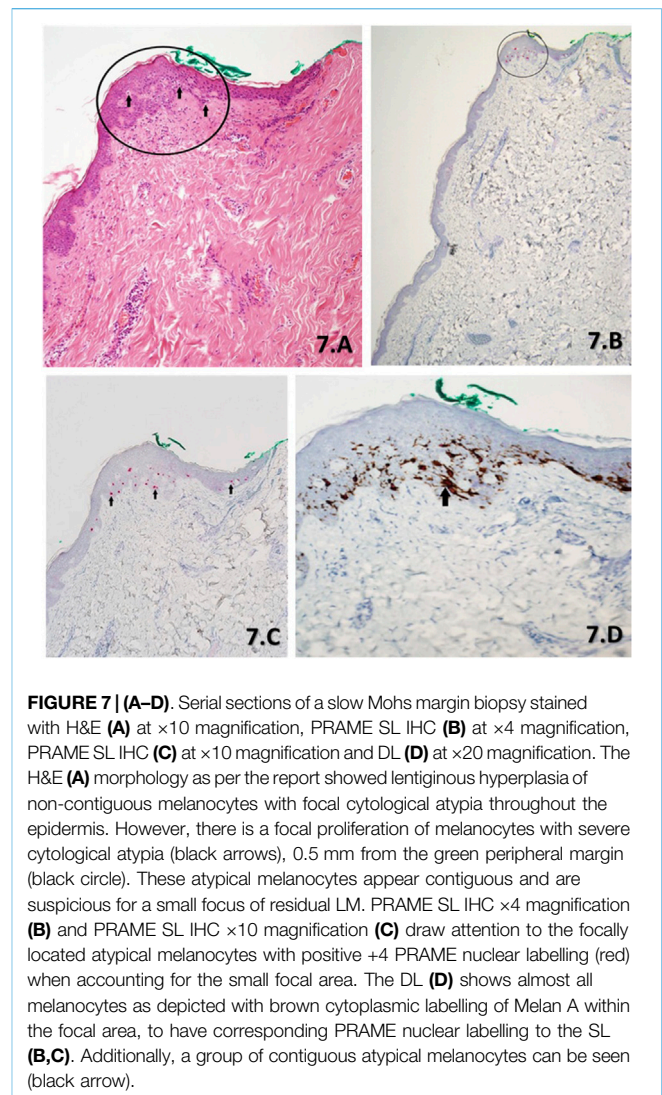 7.A
7.B
7.C
7.D
FIGURE 7 | (A–D). Serial sections of a slow Mohs margin biopsy stained
with H&E (A) at ×10 magnification, PRAME SL IHC (B) at ×4 magnification,
PRAME SL IHC (C) at ×10 magnification and DL (D) at ×20 magnification. The
H&E (A) morphology as per the report showed lentiginous hyperplasia of
non-contiguous melanocytes with focal cytological atypia throughout the
epidermis. However, there is a focal proliferation of melanocytes with severe
cytological atypia (black arrows), 0.5 mm from the green peripheral margin
(black circle). These atypical melanocytes appear contiguous and are
suspicious for a small focus of residual LM. PRAME SL IHC ×4 magnification
(B) and PRAME SL IHC ×10 magnification (C) draw attention to the focally
located atypical melanocytes with positive +4 PRAME nuclear labelling (red)
when accounting for the small focal area. The DL (D) shows almost all
melanocytes as depicted with brown cytoplasmic labelling of Melan A within
the focal area, to have corresponding PRAME nuclear labelling to the SL
(B,C). Additionally, a group of contiguous atypical melanocytes can be seen
(black arrow).